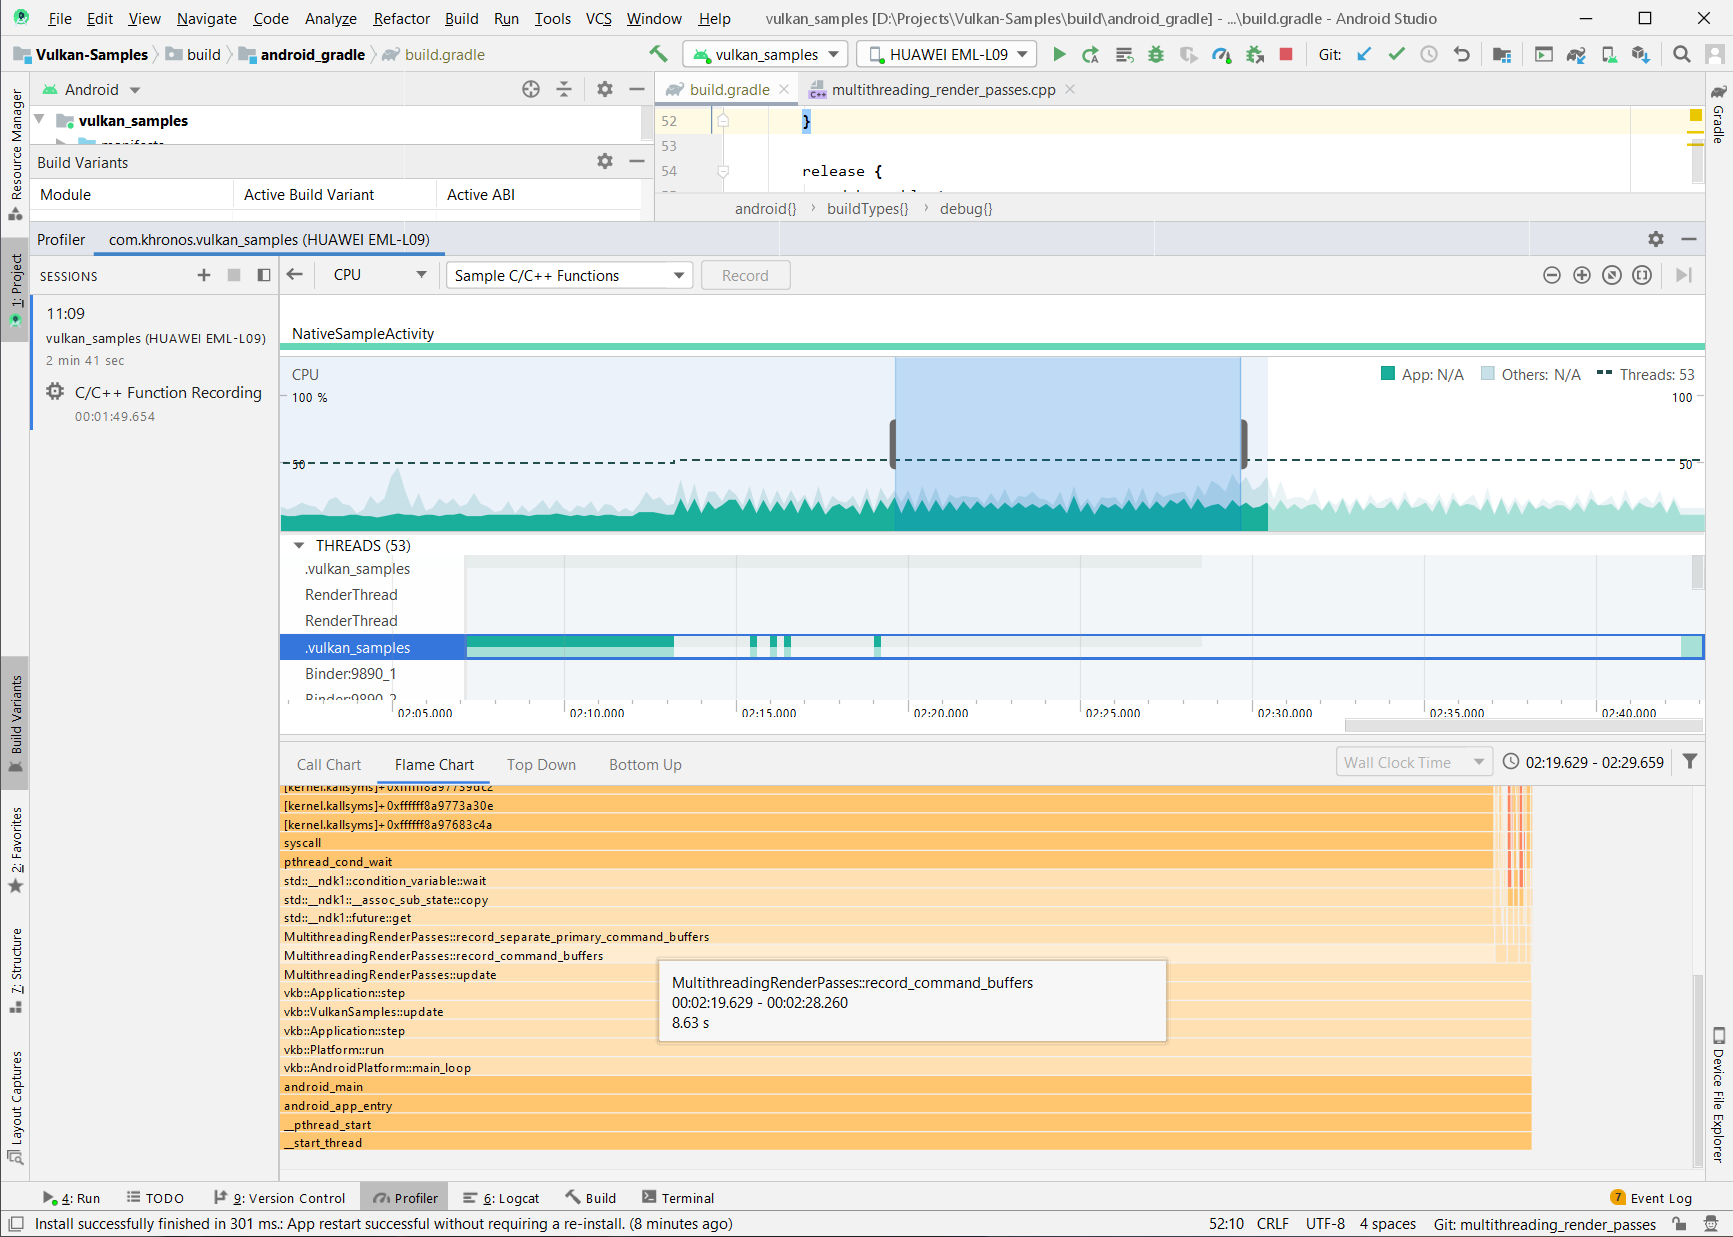 File Edit View Navigate Code Analyze Refactor Build Run Tools VCS Window Help vulkan_samples [D:\Projects\Vulkan-Samples\build\android_gradle] - ...\build.gradle - Android Studio
Vulkan-Samples build android_gradle build.gradle vulkan_samples HUAWEI EML-L09 Git:
Android build.gradle multithreading_render_passes.cpp
vulkan_samples
manifests
52 }
53
54 release {
Build Variants
Module Active Build Variant Active ABI
android{} buildTypes{} debug{}
Profiler com.khronos.vulkan_samples (HUAWEI EML-L09)
SESSIONS CPU Sample C/C++ Functions Record
11:09
vulkan_samples (HUAWEI EML-L09)
2 min 41 sec
C/C++ Function Recording
00:01:49.654
NativeSampleActivity
CPU App: N/A Others: N/A Threads: 53
100 % 100
50 50
THREADS (53)
.vulkan_samples
RenderThread
RenderThread
.vulkan_samples
Binder:9890_1
Binder:9890_2
02:05.000 02:10.000 02:15.000 02:20.000 02:25.000 02:30.000 02:35.000 02:40.000
Call Chart Flame Chart Top Down Bottom Up Wall Clock Time 02:19.629 - 02:29.659
[kernel.kallsyms]+0xffffff8a97739dc2
[kernel.kallsyms]+0xffffff8a9773a30e
[kernel.kallsyms]+0xffffff8a97683c4a
syscall
pthread_cond_wait
std::__ndk1::condition_variable::wait
std::__ndk1::__assoc_sub_state::copy
std::__ndk1::future::get
MultithreadingRenderPasses::record_separate_primary_command_buffers
MultithreadingRenderPasses::record_command_buffers
MultithreadingRenderPasses::update
vkb::Application::step
vkb::VulkanSamples::update
vkb::Application::step
vkb::Platform::run
vkb::AndroidPlatform::main_loop
android_main
android_app_entry
__pthread_start
__start_thread
MultithreadingRenderPasses::record_command_buffers
00:02:19.629 - 00:02:28.260
8.63 s
Resource Manager
1: Project
Build Variants
2: Favorites
7: Structure
Layout Captures
Gradle
Device File Explorer
4: Run TODO 9: Version Control Profiler 6: Logcat Build Terminal 7 Event Log
Install successfully finished in 301 ms.: App restart successful without requiring a re-install. (8 minutes ago) 52:10 CRLF UTF-8 4 spaces Git: multithreading_render_passes